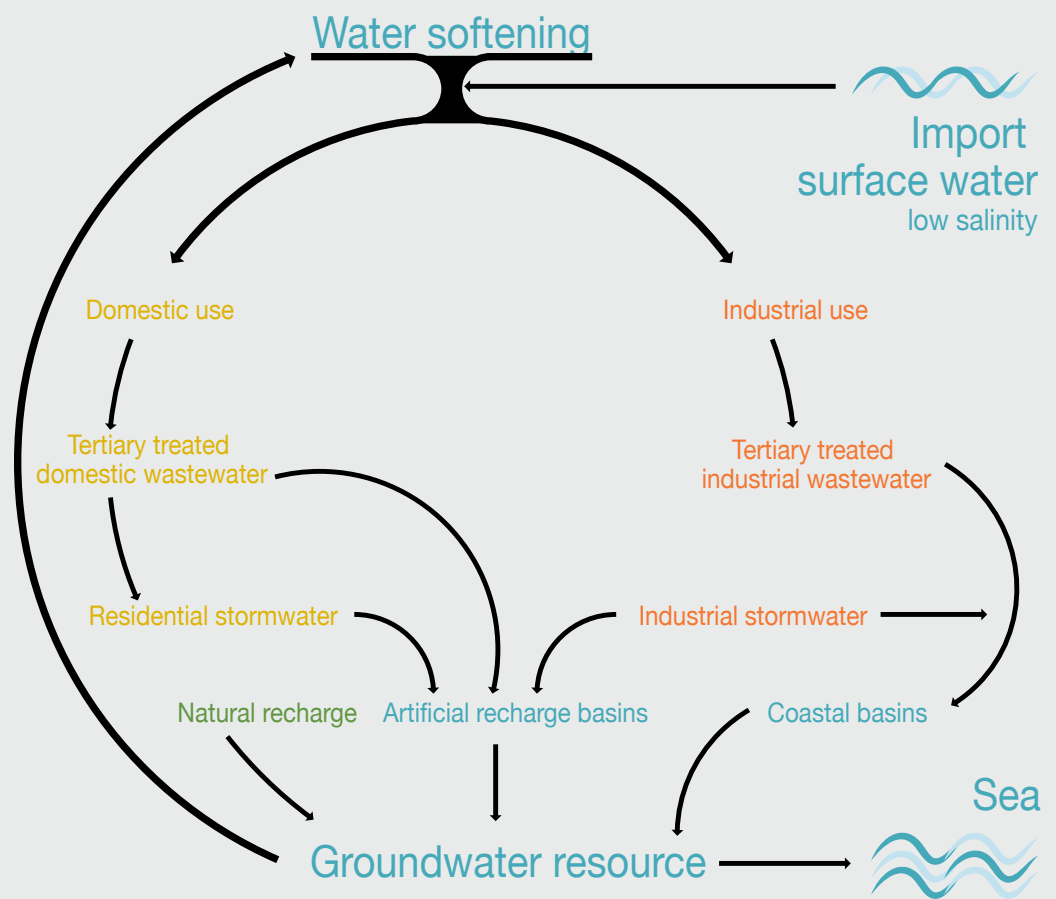 Water softening
Import
surface water
low salinity
Domestic use
Industrial use
Tertiary treated
domestic wastewater
Tertiary treated
industrial wastewater
Residential stormwater
Industrial stormwater
Natural recharge
Artificial recharge basins
Coastal basins
Sea
Groundwater resource